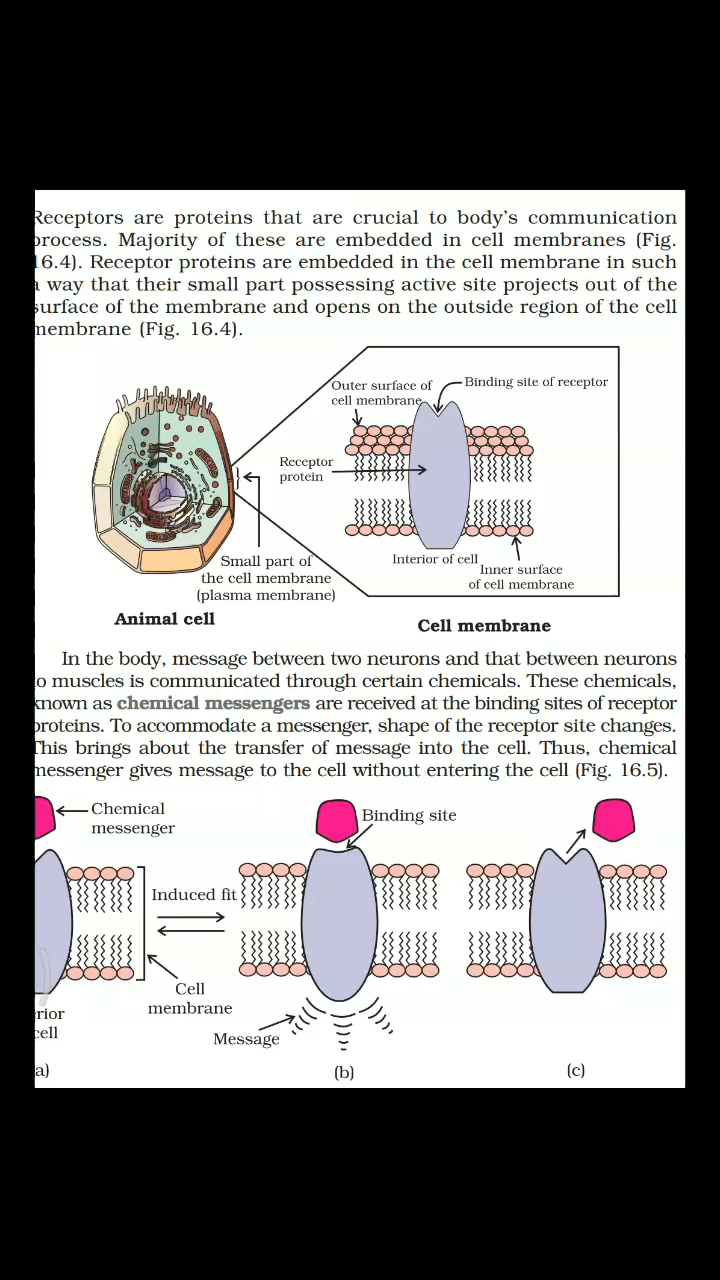 Receptors are proteins that are crucial to body's communication
process. Majority of these are embedded in cell membranes (Fig.
16.4). Receptor proteins are embedded in the cell membrane in such
a way that their small part possessing active site projects out of the
surface of the membrane and opens on the outside region of the cell
membrane (Fig. 16.4).
Outer surface of
cell membrane
Binding site of receptor
Receptor
protein
Interior of cell
Inner surface
of cell membrane
Small part of
the cell membrane
(plasma membrane)
Animal cell
Cell membrane
In the body, message between two neurons and that between neurons
to muscles is communicated through certain chemicals. These chemicals,
known as chemical messengers are received at the binding sites of receptor
proteins. To accommodate a messenger, shape of the receptor site changes.
This brings about the transfer of message into the cell. Thus, chemical
messenger gives message to the cell without entering the cell (Fig. 16.5).
Chemical
messenger
Binding site
Induced fit
Cell
membrane
erior
cell
Message
a)
(b)
(c)